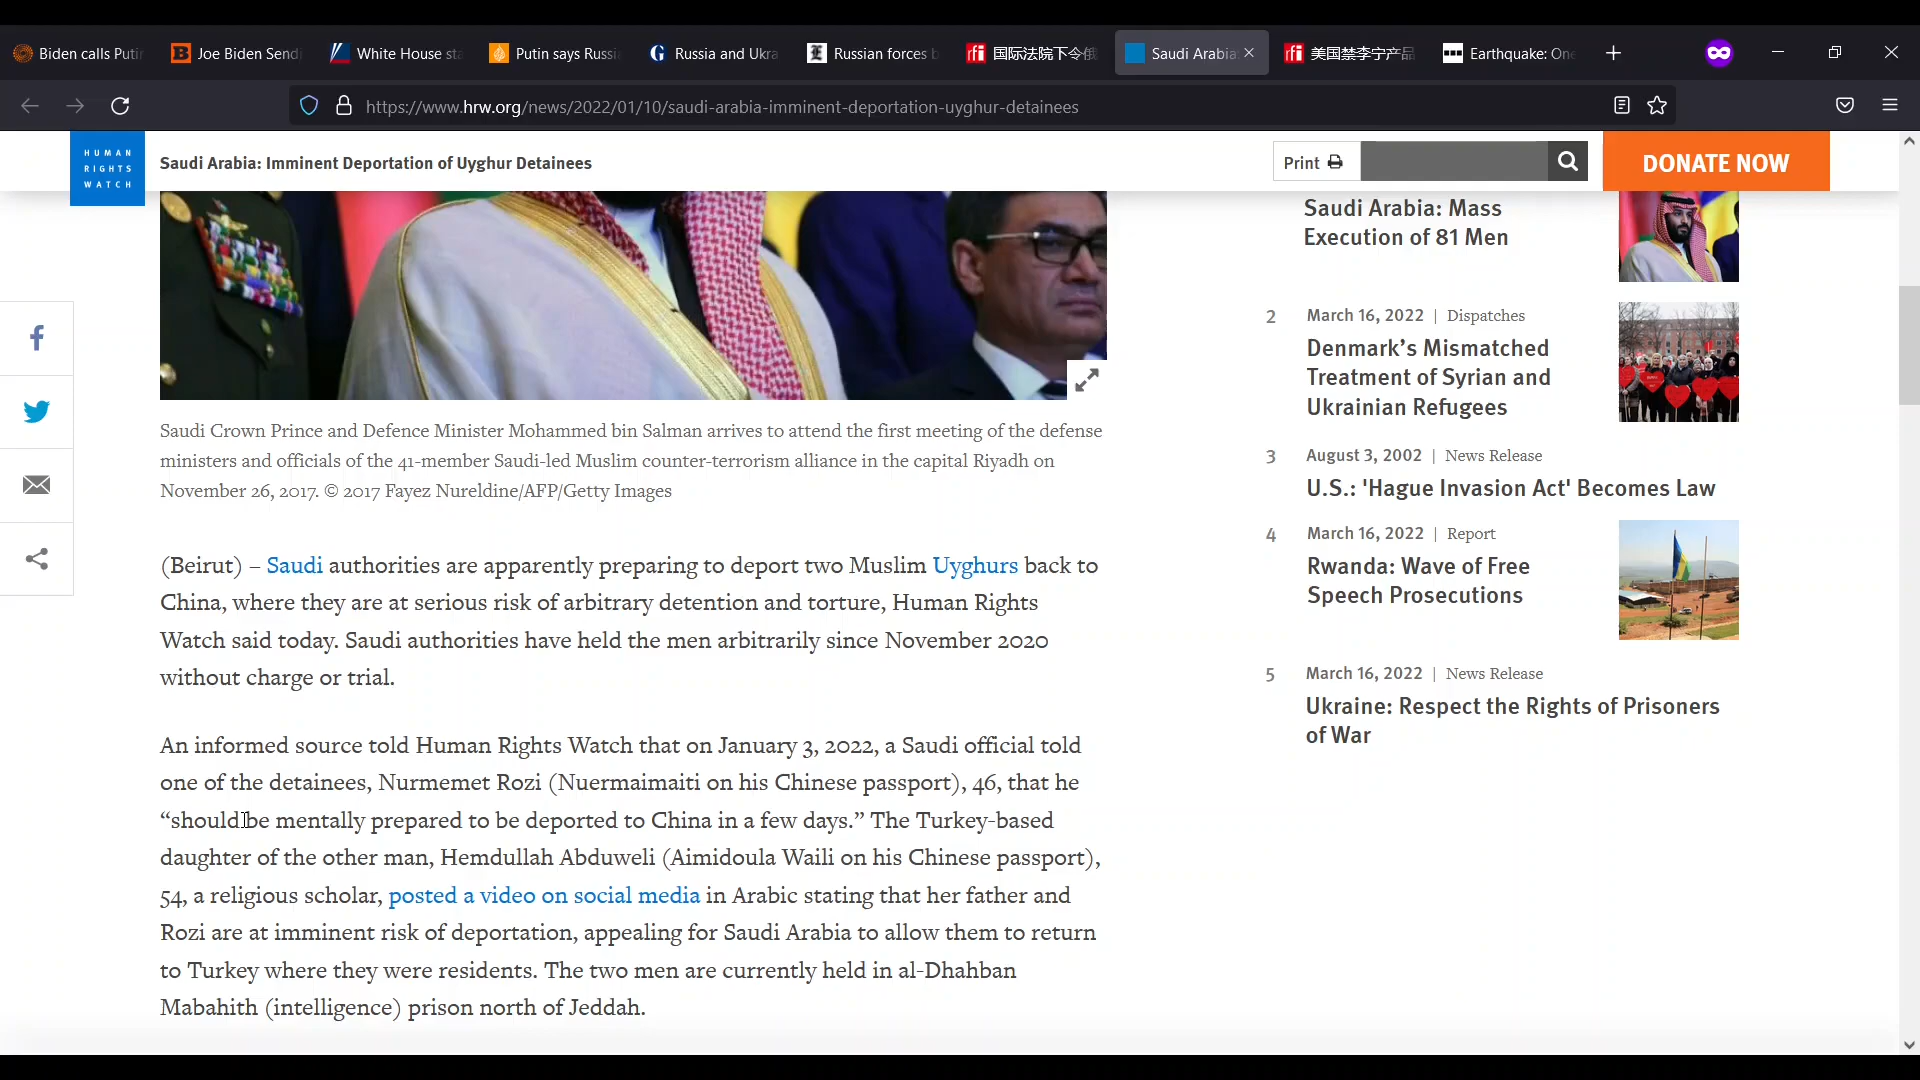 Biden calls Putin
Joe Biden Sendi
White House sta
Putin says Russi
Russia and Ukra
Russian forces b
国际法院下令俄
Saudi Arabia:
美国禁李宁产品
Earthquake: One
https://www.hrw.org/news/2022/01/10/saudi-arabia-imminent-deportation-uyghur-detainees
HUMAN
RIGHTS
WATCH
Saudi Arabia: Imminent Deportation of Uyghur Detainees
Print
DONATE NOW
Saudi Crown Prince and Defence Minister Mohammed bin Salman arrives to attend the first meeting of the defense
ministers and officials of the 41-member Saudi-led Muslim counter-terrorism alliance in the capital Riyadh on
November 26, 2017. © 2017 Fayez Nureldine/AFP/Getty Images
(Beirut) – Saudi authorities are apparently preparing to deport two Muslim Uyghurs back to
China, where they are at serious risk of arbitrary detention and torture, Human Rights
Watch said today. Saudi authorities have held the men arbitrarily since November 2020
without charge or trial.
An informed source told Human Rights Watch that on January 3, 2022, a Saudi official told
one of the detainees, Nurmemet Rozi (Nuermaimaiti on his Chinese passport), 46, that he
“should be mentally prepared to be deported to China in a few days.” The Turkey-based
daughter of the other man, Hemdullah Abduweli (Aimidoula Waili on his Chinese passport),
54, a religious scholar, posted a video on social media in Arabic stating that her father and
Rozi are at imminent risk of deportation, appealing for Saudi Arabia to allow them to return
to Turkey where they were residents. The two men are currently held in al-Dhahban
Mabahith (intelligence) prison north of Jeddah.
Saudi Arabia: Mass
Execution of 81 Men
2 March 16, 2022 | Dispatches
Denmark’s Mismatched
Treatment of Syrian and
Ukrainian Refugees
3 August 3, 2002 | News Release
U.S.: 'Hague Invasion Act' Becomes Law
4 March 16, 2022 | Report
Rwanda: Wave of Free
Speech Prosecutions
5 March 16, 2022 | News Release
Ukraine: Respect the Rights of Prisoners
of War